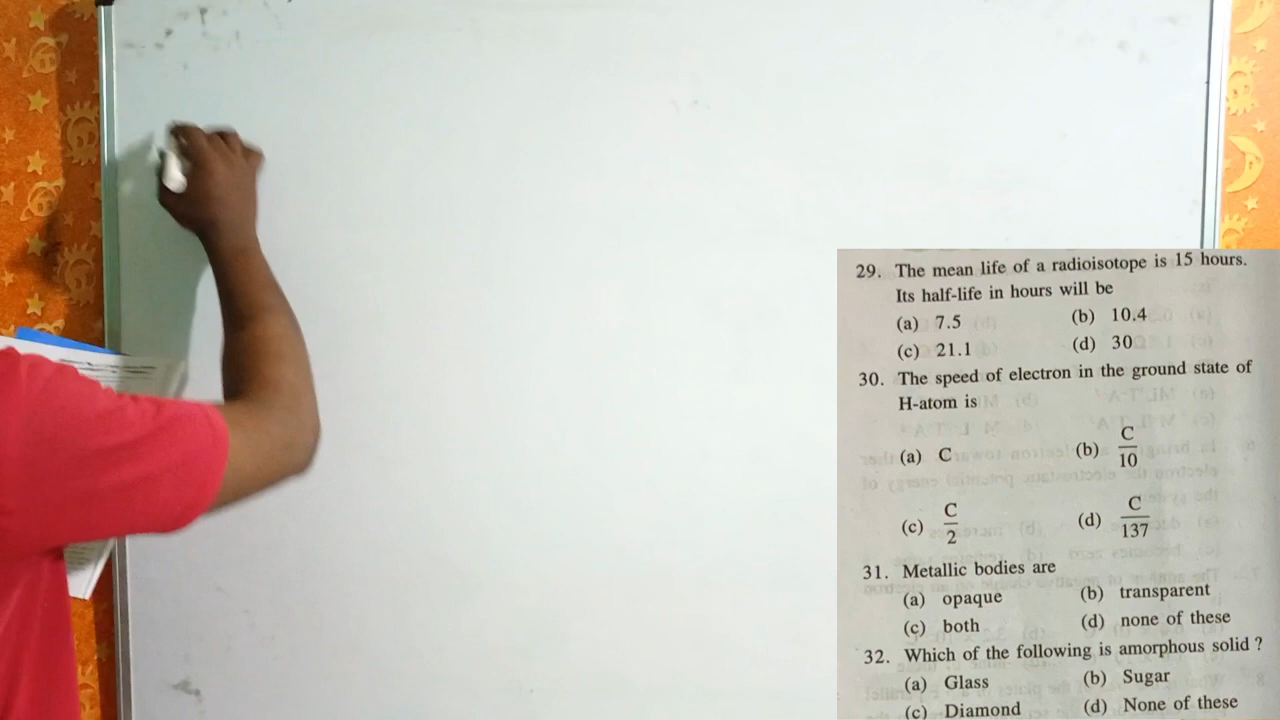 29. The mean life of a radioisotope is 15 hours.
Its half-life in hours will be
(a) 7.5 (b) 10.4
(c) 21.1 (d) 30
30. The speed of electron in the ground state of
H-atom is
(a) C (b) C/10
(c) C/2 (d) C/137
31. Metallic bodies are
(a) opaque (b) transparent
(c) both (d) none of these
32. Which of the following is amorphous solid ?
(a) Glass (b) Sugar
(c) Diamond (d) None of these